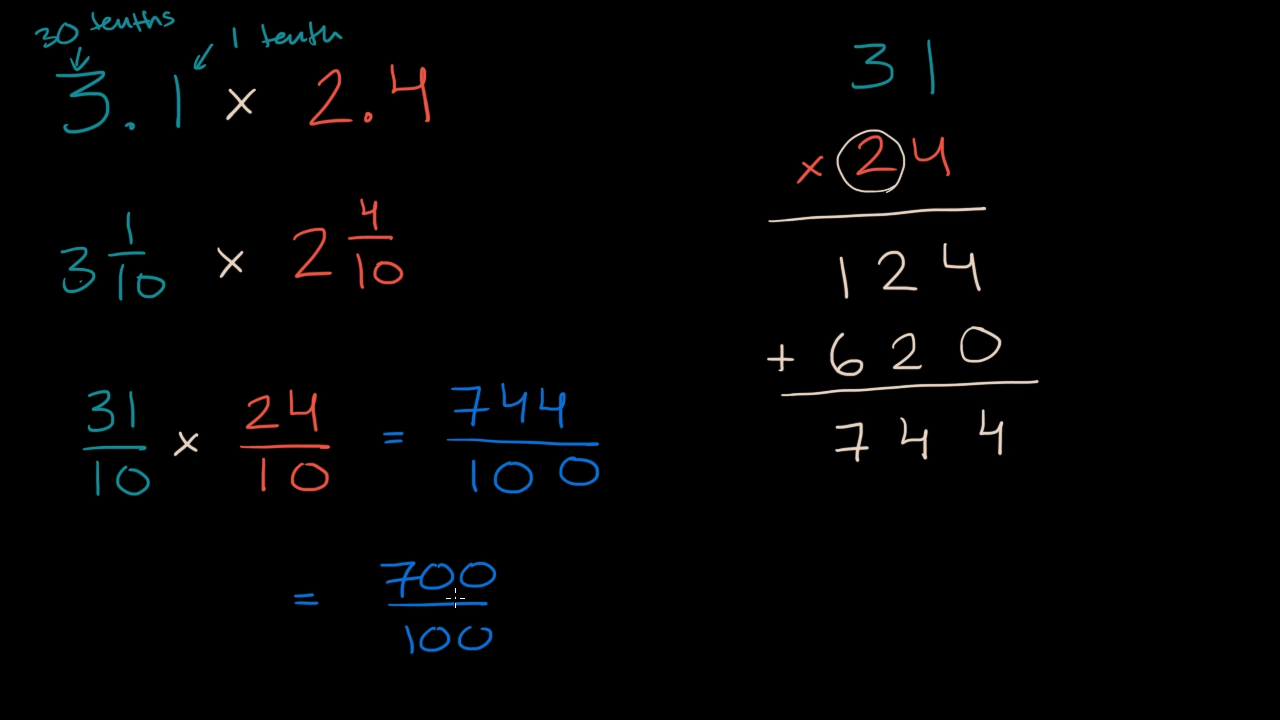 30 tenths
1 tenth
3.1 × 2.4
3 1/10 × 2 4/10
31/10 × 24/10 = 744/100
= 700/100
31
× 24
124
+ 620
744